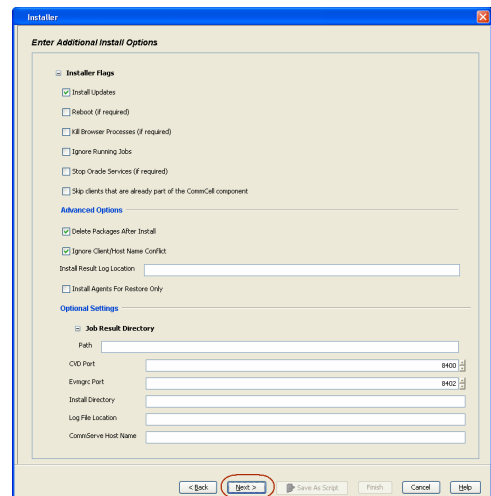 Installer
Enter Additional Install Options
Installer Flags
Install Updates
Reboot (if required)
Kill Browser Processes (if required)
Ignore Running Jobs
Stop Oracle Services (if required)
Skip clients that are already part of the CommCell component
Advanced Options
Delete Packages After Install
Ignore Client/Host Name Conflict
Install Result Log Location
Install Agents For Restore Only
Optional Settings
Job Result Directory
Path
CVD Port 8400
Evmgrc Port 8402
Install Directory
Log File Location
CommServe Host Name
< Back Next > Save As Script Finish Cancel Help